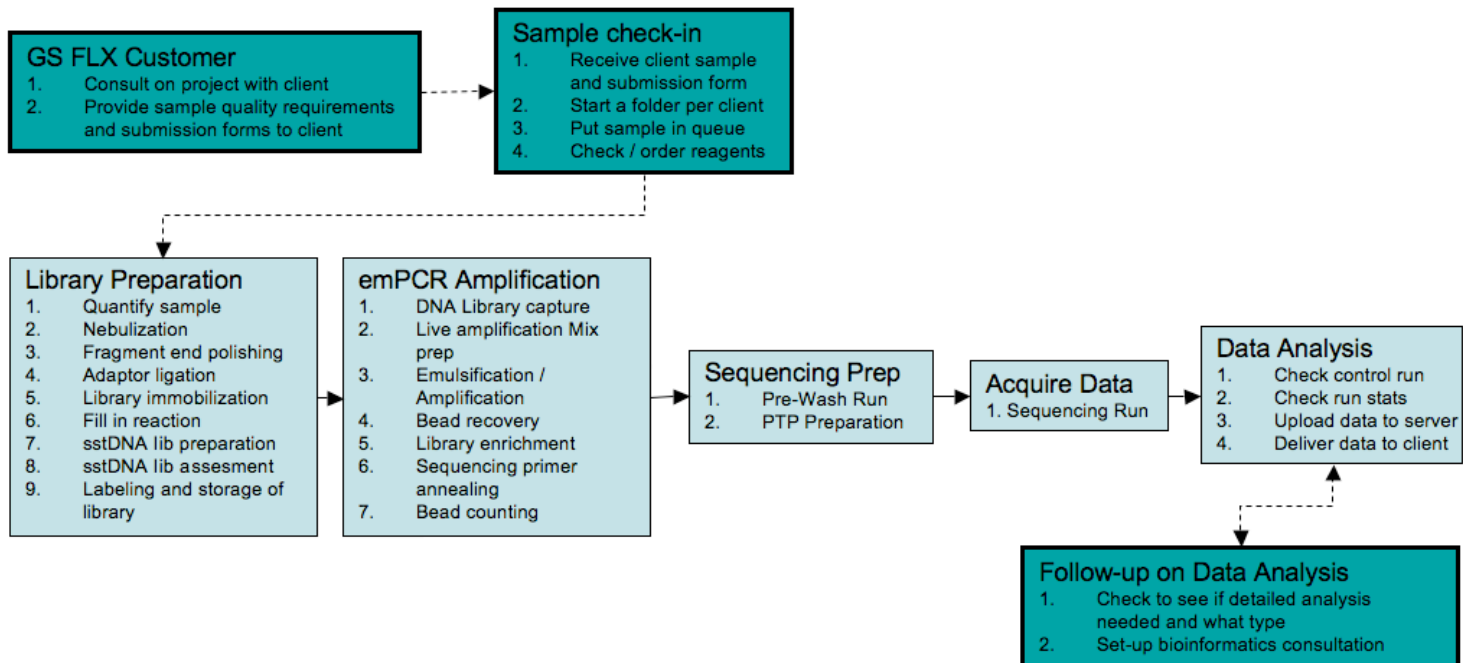 GS FLX Customer
1. Consult on project with client
2. Provide sample quality requirements
and submission forms to client
Sample check-in
1. Receive client sample
and submission form
2. Start a folder per client
3. Put sample in queue
4. Check / order reagents
Library Preparation
1. Quantify sample
2. Nebulization
3. Fragment end polishing
4. Adaptor ligation
5. Library immobilization
6. Fill in reaction
7. sstDNA lib preparation
8. sstDNA lib assesment
9. Labeling and storage of
library
emPCR Amplification
1. DNA Library capture
2. Live amplification Mix
prep
3. Emulsification /
Amplification
4. Bead recovery
5. Library enrichment
6. Sequencing primer
annealing
7. Bead counting
Sequencing Prep
1. Pre-Wash Run
2. PTP Preparation
Acquire Data
1. Sequencing Run
Data Analysis
1. Check control run
2. Check run stats
3. Upload data to server
4. Deliver data to client
Follow-up on Data Analysis
1. Check to see if detailed analysis
needed and what type
2. Set-up bioinformatics consultation